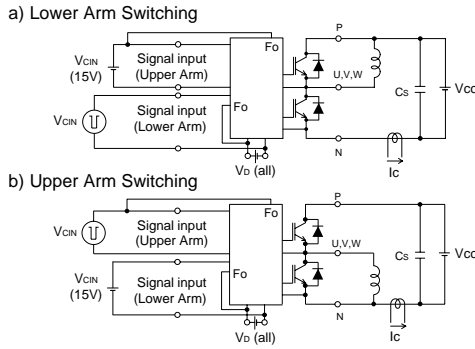 a) Lower Arm Switching
P
Fo
VCIN
(15V)
Signal input
(Upper Arm)
U,V,W
CS
VCC
VCIN
Signal input
(Lower Arm)
Fo
N
VD (all)
Ic
b) Upper Arm Switching
P
Fo
VCIN
Signal input
(Upper Arm)
U,V,W
CS
VCC
VCIN
(15V)
Signal input
(Lower Arm)
Fo
N
VD (all)
Ic